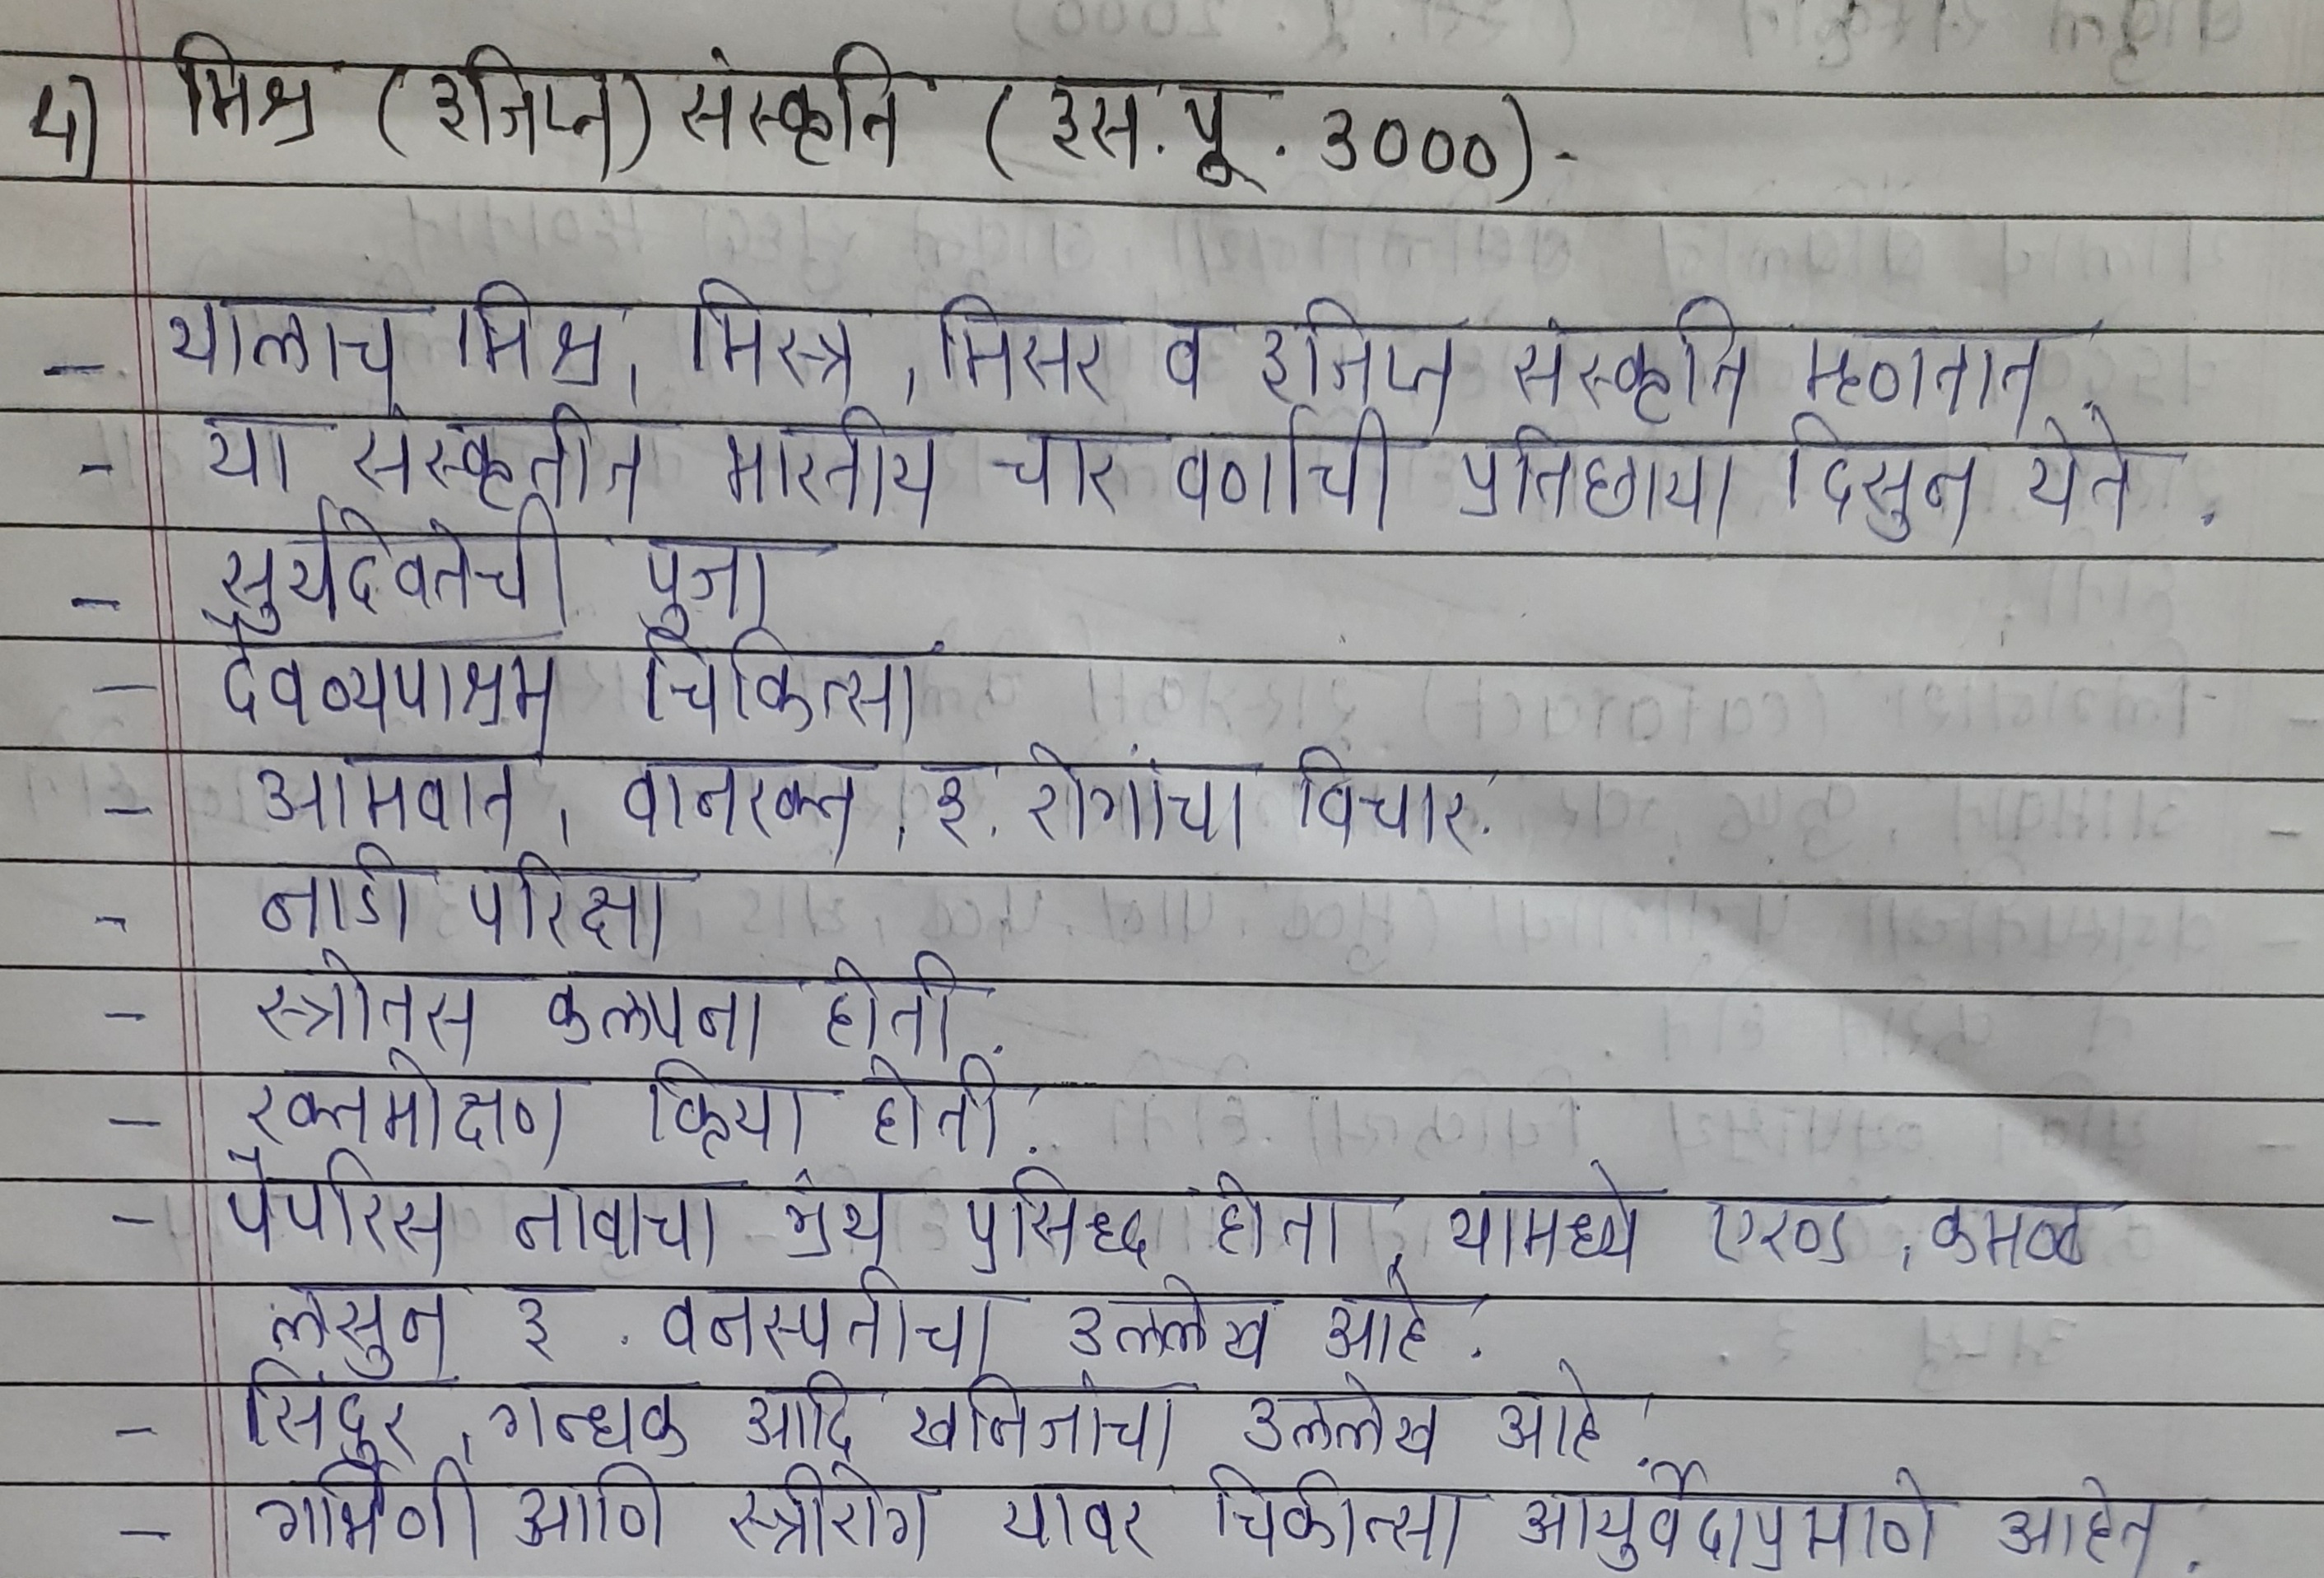 4) मिश्र (इजिप्त) संस्कृति (इस. पू. 3000) -
- यालाच मिश्र, मिस्त्र, मिसर व इजिप्त संस्कृति म्हणतात.
- या संस्कृतीत भारतीय चार वर्णाची प्रतिछाया दिसुन येते.
- सुर्यदेवतेची पुजा
- दैवव्यपाश्रम चिकित्सा
- आमवात, वातरक्त, इ. रोगांचा विचार.
- नाडी परिक्षा
- स्त्रोतस कल्पना होती.
- रक्तमोक्षण क्रिया होती.
- पॅपरिस नावाचा ग्रंथ प्रसिध्द होता, यामध्ये एरण्ड, कमळ
लसुन इ. वनस्पतीचा उल्लेख आहे.
- सिंदुर, गन्धक आदि खनिजांचा उल्लेख आहे.
- गर्भिणी आणि स्त्रीरोग यावर चिकीत्सा आयुर्वेदाप्रमाणे आहेत.